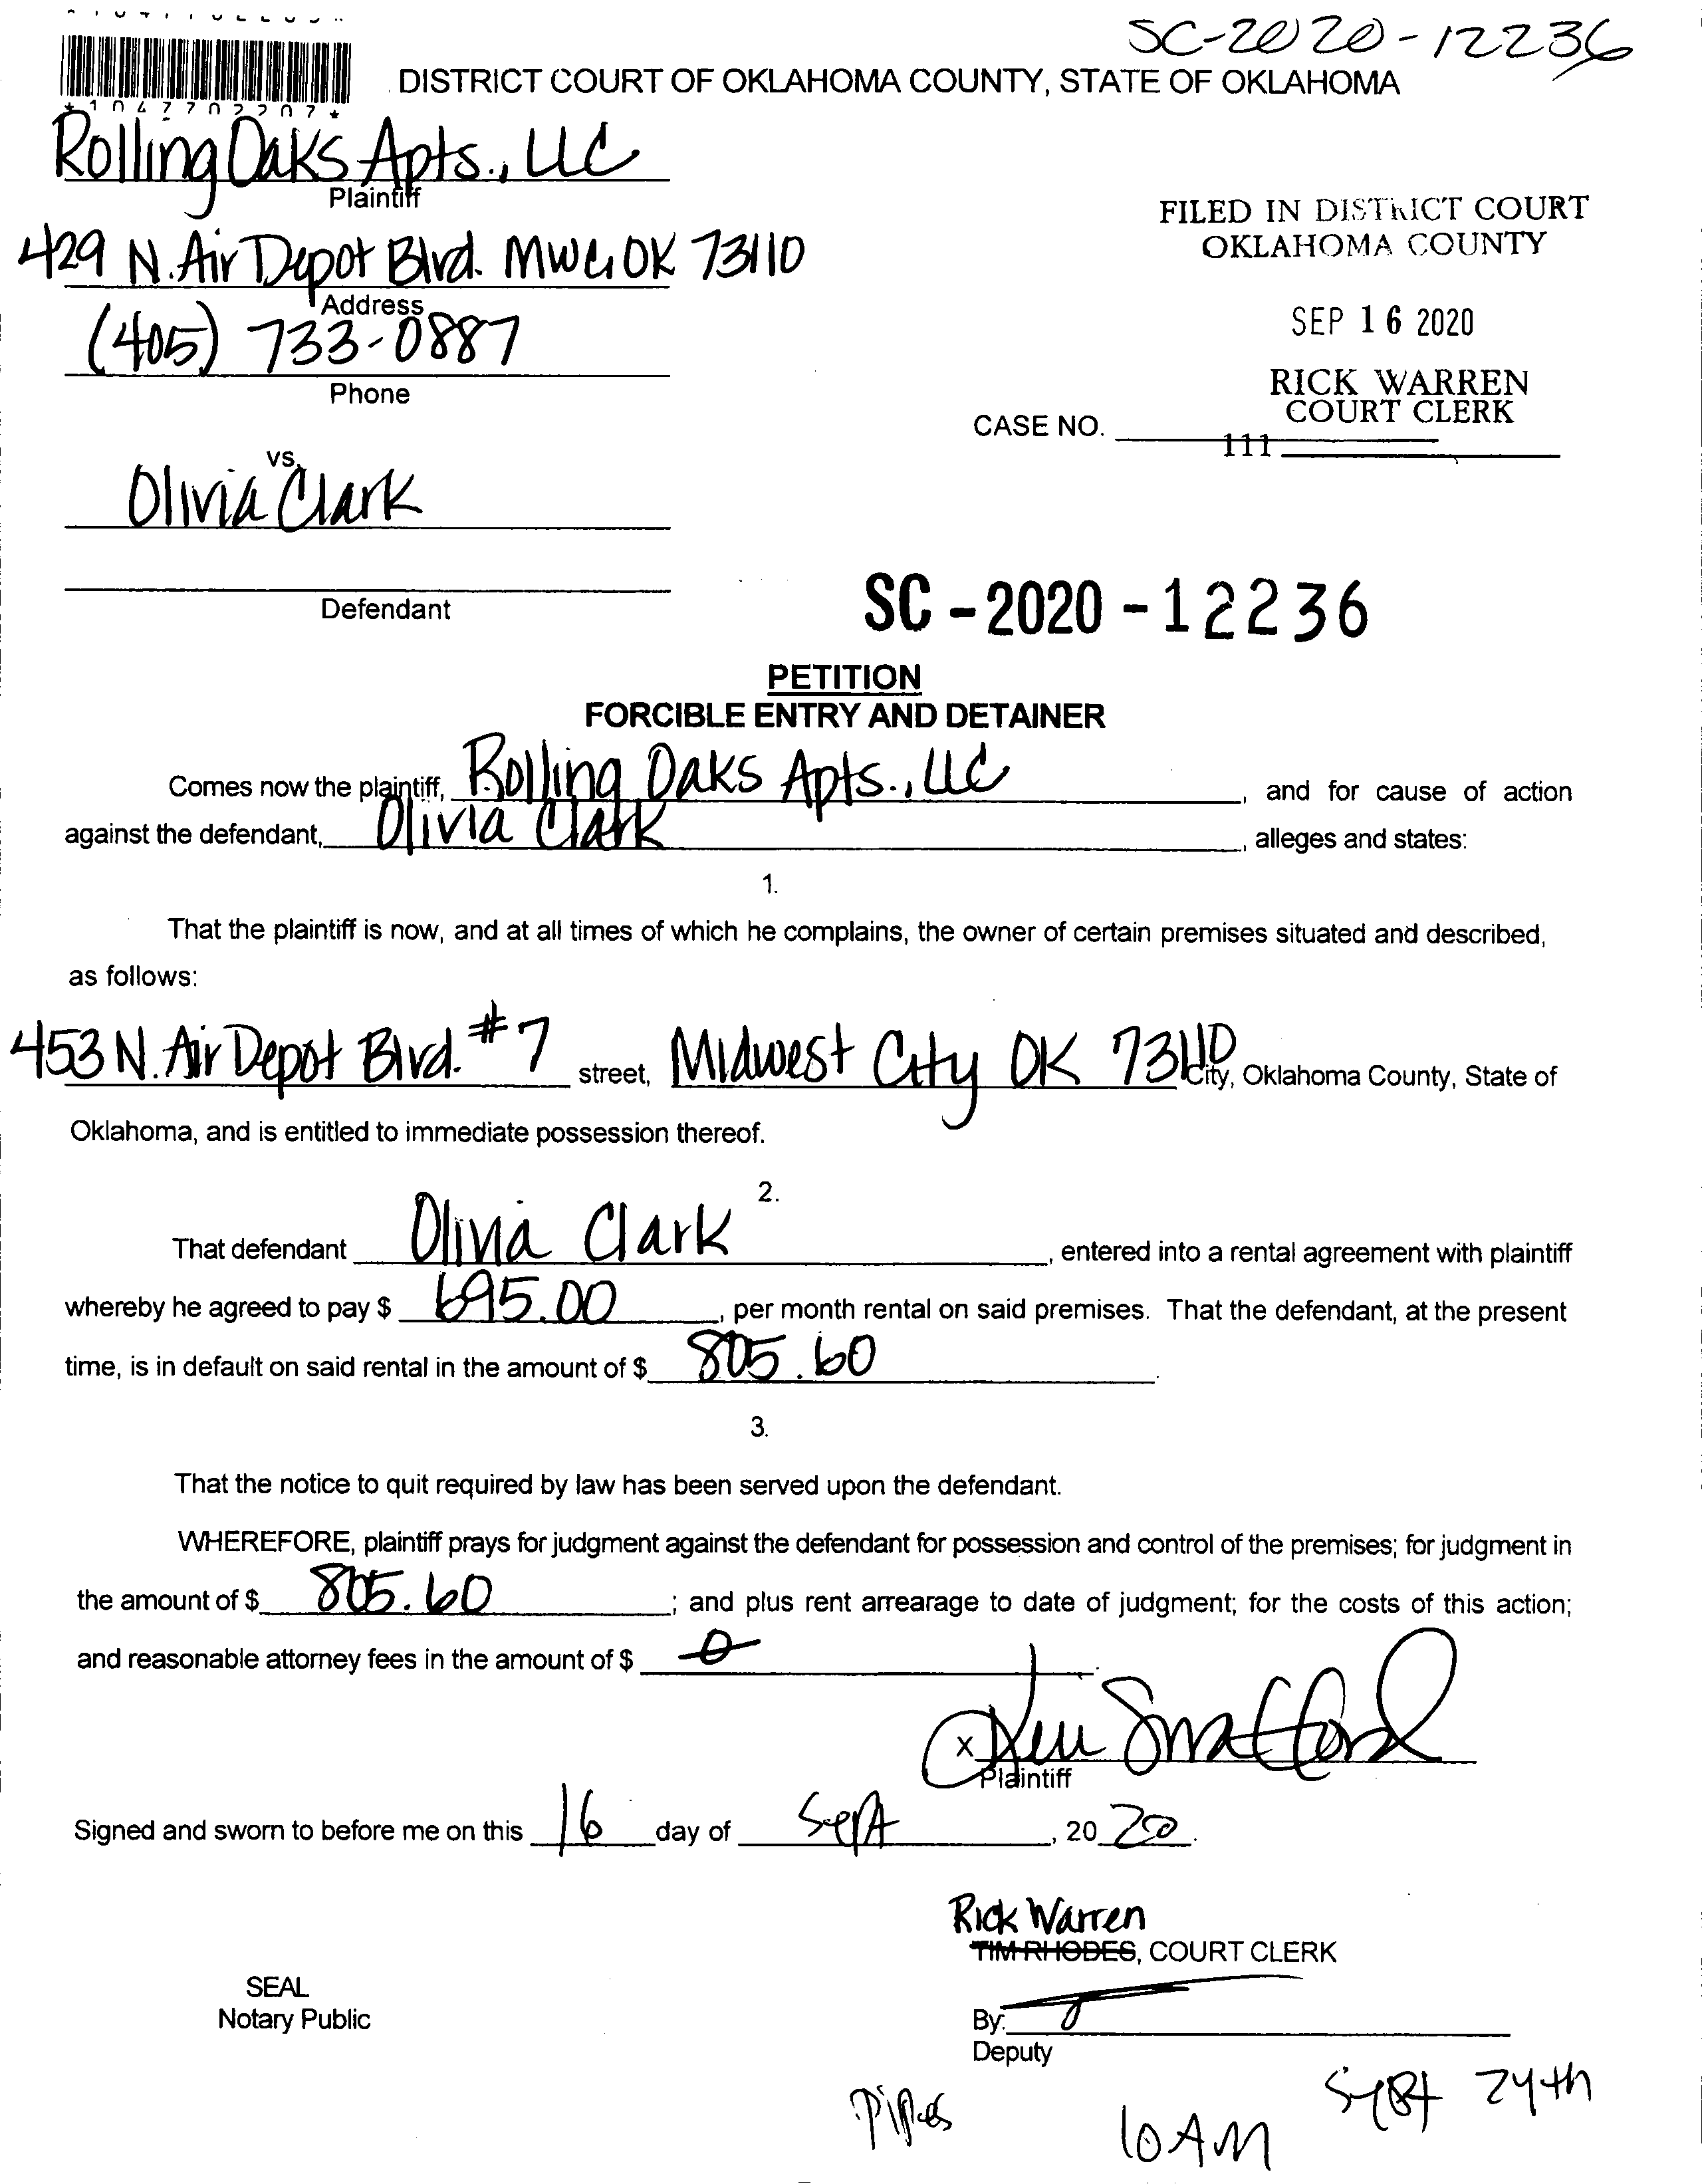 SC-2020-12236
DISTRICT COURT OF OKLAHOMA COUNTY, STATE OF OKLAHOMA
*1047702207*
Rolling Oaks Apts., LLC
Plaintiff
429 N. Air Depot Blvd. MWC, OK 73110
Address
(405) 733-0887
Phone
FILED IN DISTRICT COURT
OKLAHOMA COUNTY
SEP 16 2020
RICK WARREN
COURT CLERK
CASE NO.
111
vs.
Olivia Clark
Defendant
SC-2020-12236
PETITION
FORCIBLE ENTRY AND DETAINER
Comes now the plaintiff, Rolling Oaks Apts., LLC, and for cause of action
against the defendant, Olivia Clark, alleges and states:
1.
That the plaintiff is now, and at all times of which he complains, the owner of certain premises situated and described,
as follows:
453 N. Air Depot Blvd. #7 street, Midwest City OK 73110 City, Oklahoma County, State of
Oklahoma, and is entitled to immediate possession thereof.
2.
That defendant Olivia Clark, entered into a rental agreement with plaintiff
whereby he agreed to pay $ 695.00, per month rental on said premises. That the defendant, at the present
time, is in default on said rental in the amount of $ 805.60.
3.
That the notice to quit required by law has been served upon the defendant.
WHEREFORE, plaintiff prays for judgment against the defendant for possession and control of the premises; for judgment in
the amount of $ 805.60; and plus rent arrearage to date of judgment; for the costs of this action;
and reasonable attorney fees in the amount of $ 0.
x
Plaintiff
Signed and sworn to before me on this 16 day of Sept, 2020.
Rick Warren
TIM RHODES, COURT CLERK
SEAL
Notary Public
By:
Deputy
Pipes
10 AM
Sept 24th